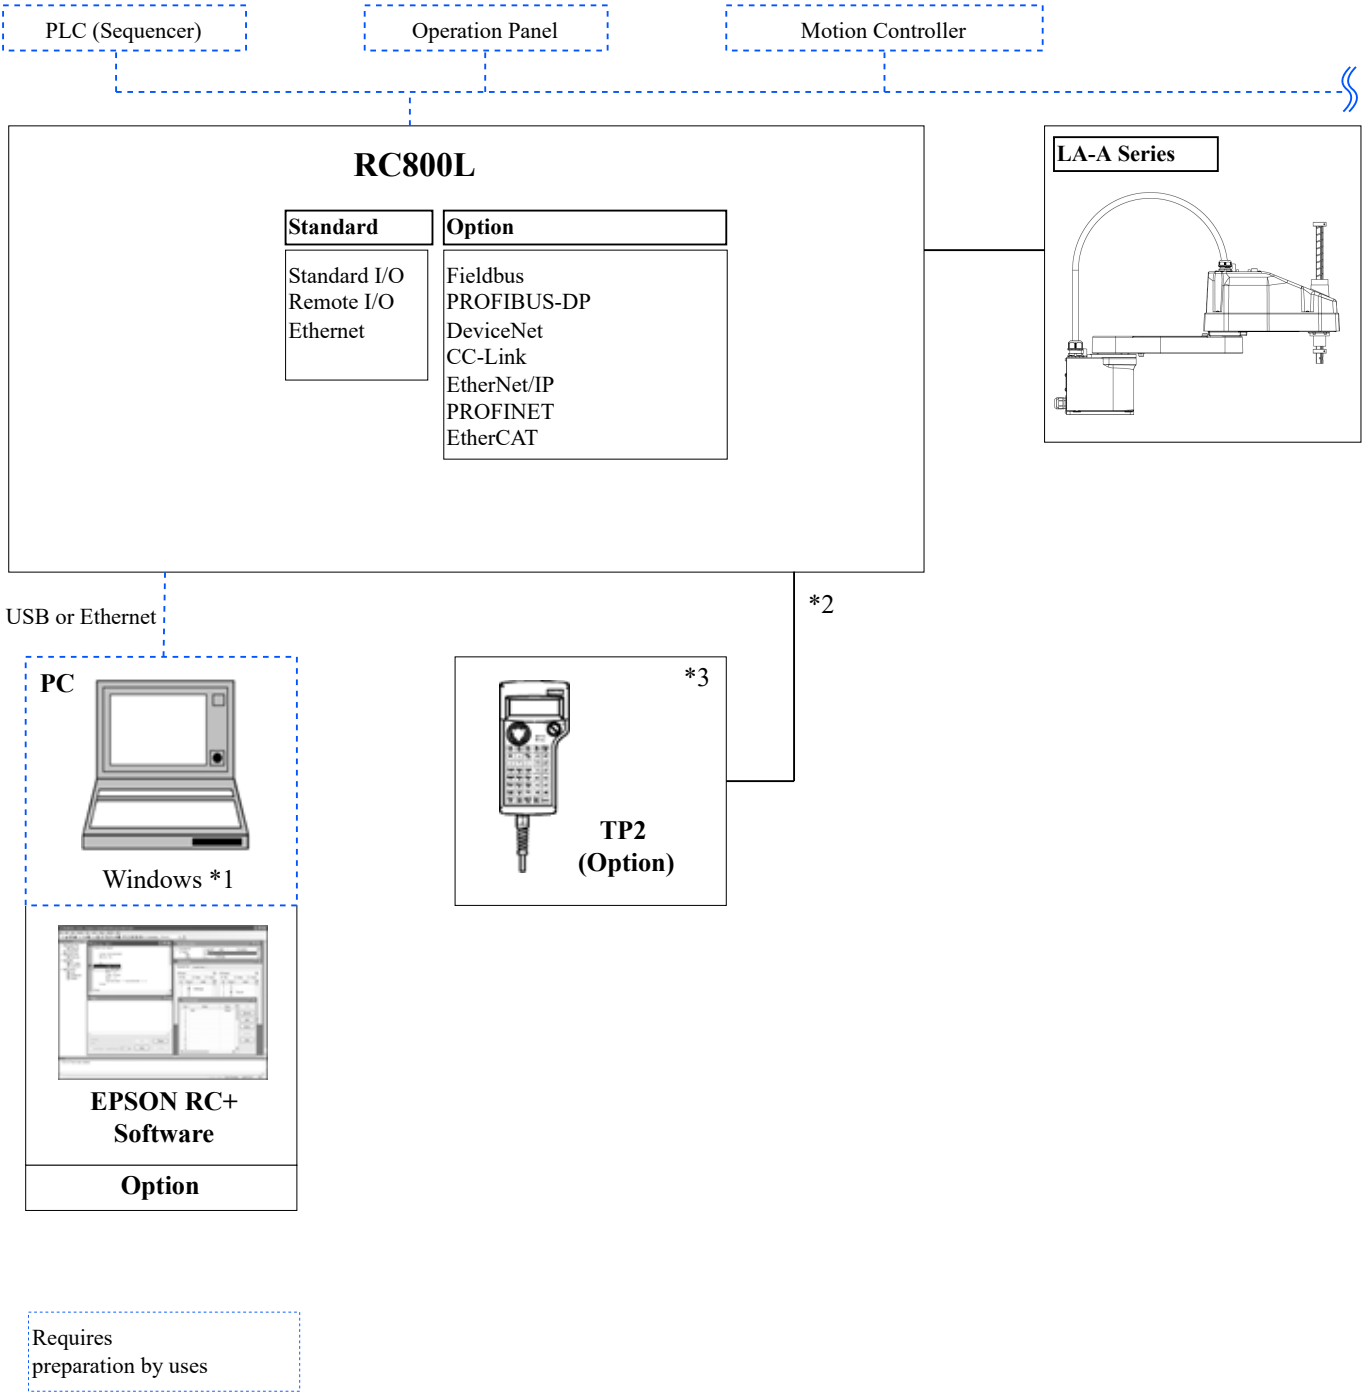 PLC (Sequencer)
Operation Panel
Motion Controller
RC800L
Standard
Option
Standard I/O
Remote I/O
Ethernet
Fieldbus
PROFIBUS-DP
DeviceNet
CC-Link
EtherNet/IP
PROFINET
EtherCAT
LA-A Series
USB or Ethernet
*2
PC
Windows *1
*3
TP2
(Option)
EPSON RC+
Software
Option
Requires
preparation by uses